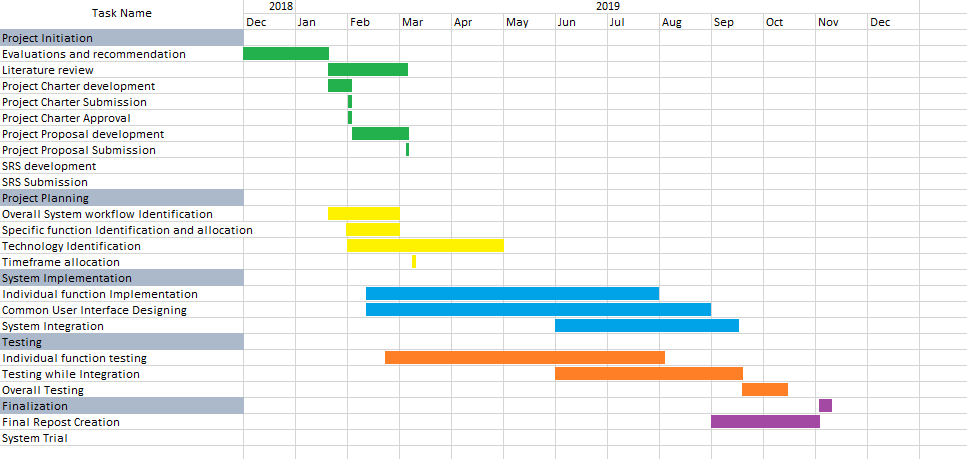 Task Name
2018 2019
Dec Jan Feb Mar Apr May Jun Jul Aug Sep Oct Nov Dec
Project Initiation
Evaluations and recommendation
Literature review
Project Charter development
Project Charter Submission
Project Charter Approval
Project Proposal development
Project Proposal Submission
SRS development
SRS Submission
Project Planning
Overall System workflow Identification
Specific function Identification and allocation
Technology Identification
Timeframe allocation
System Implementation
Individual function Implementation
Common User Interface Designing
System Integration
Testing
Individual function testing
Testing while Integration
Overall Testing
Finalization
Final Repost Creation
System Trial